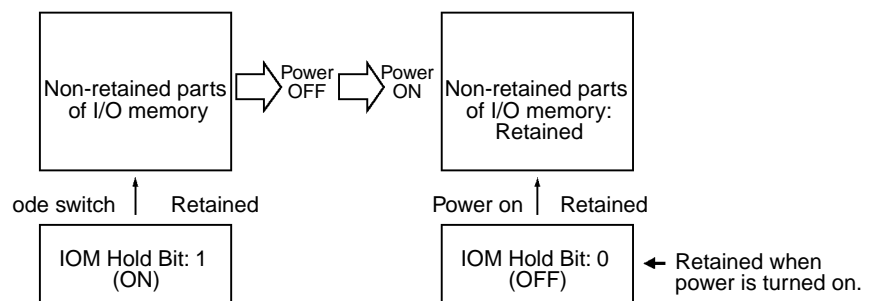 Non-retained parts
of I/O memory
Power
OFF
Power
ON
Non-retained parts
of I/O memory:
Retained
ode switch
Retained
Power on
Retained
IOM Hold Bit: 1
(ON)
IOM Hold Bit: 0
(OFF)
Retained when
power is turned on.